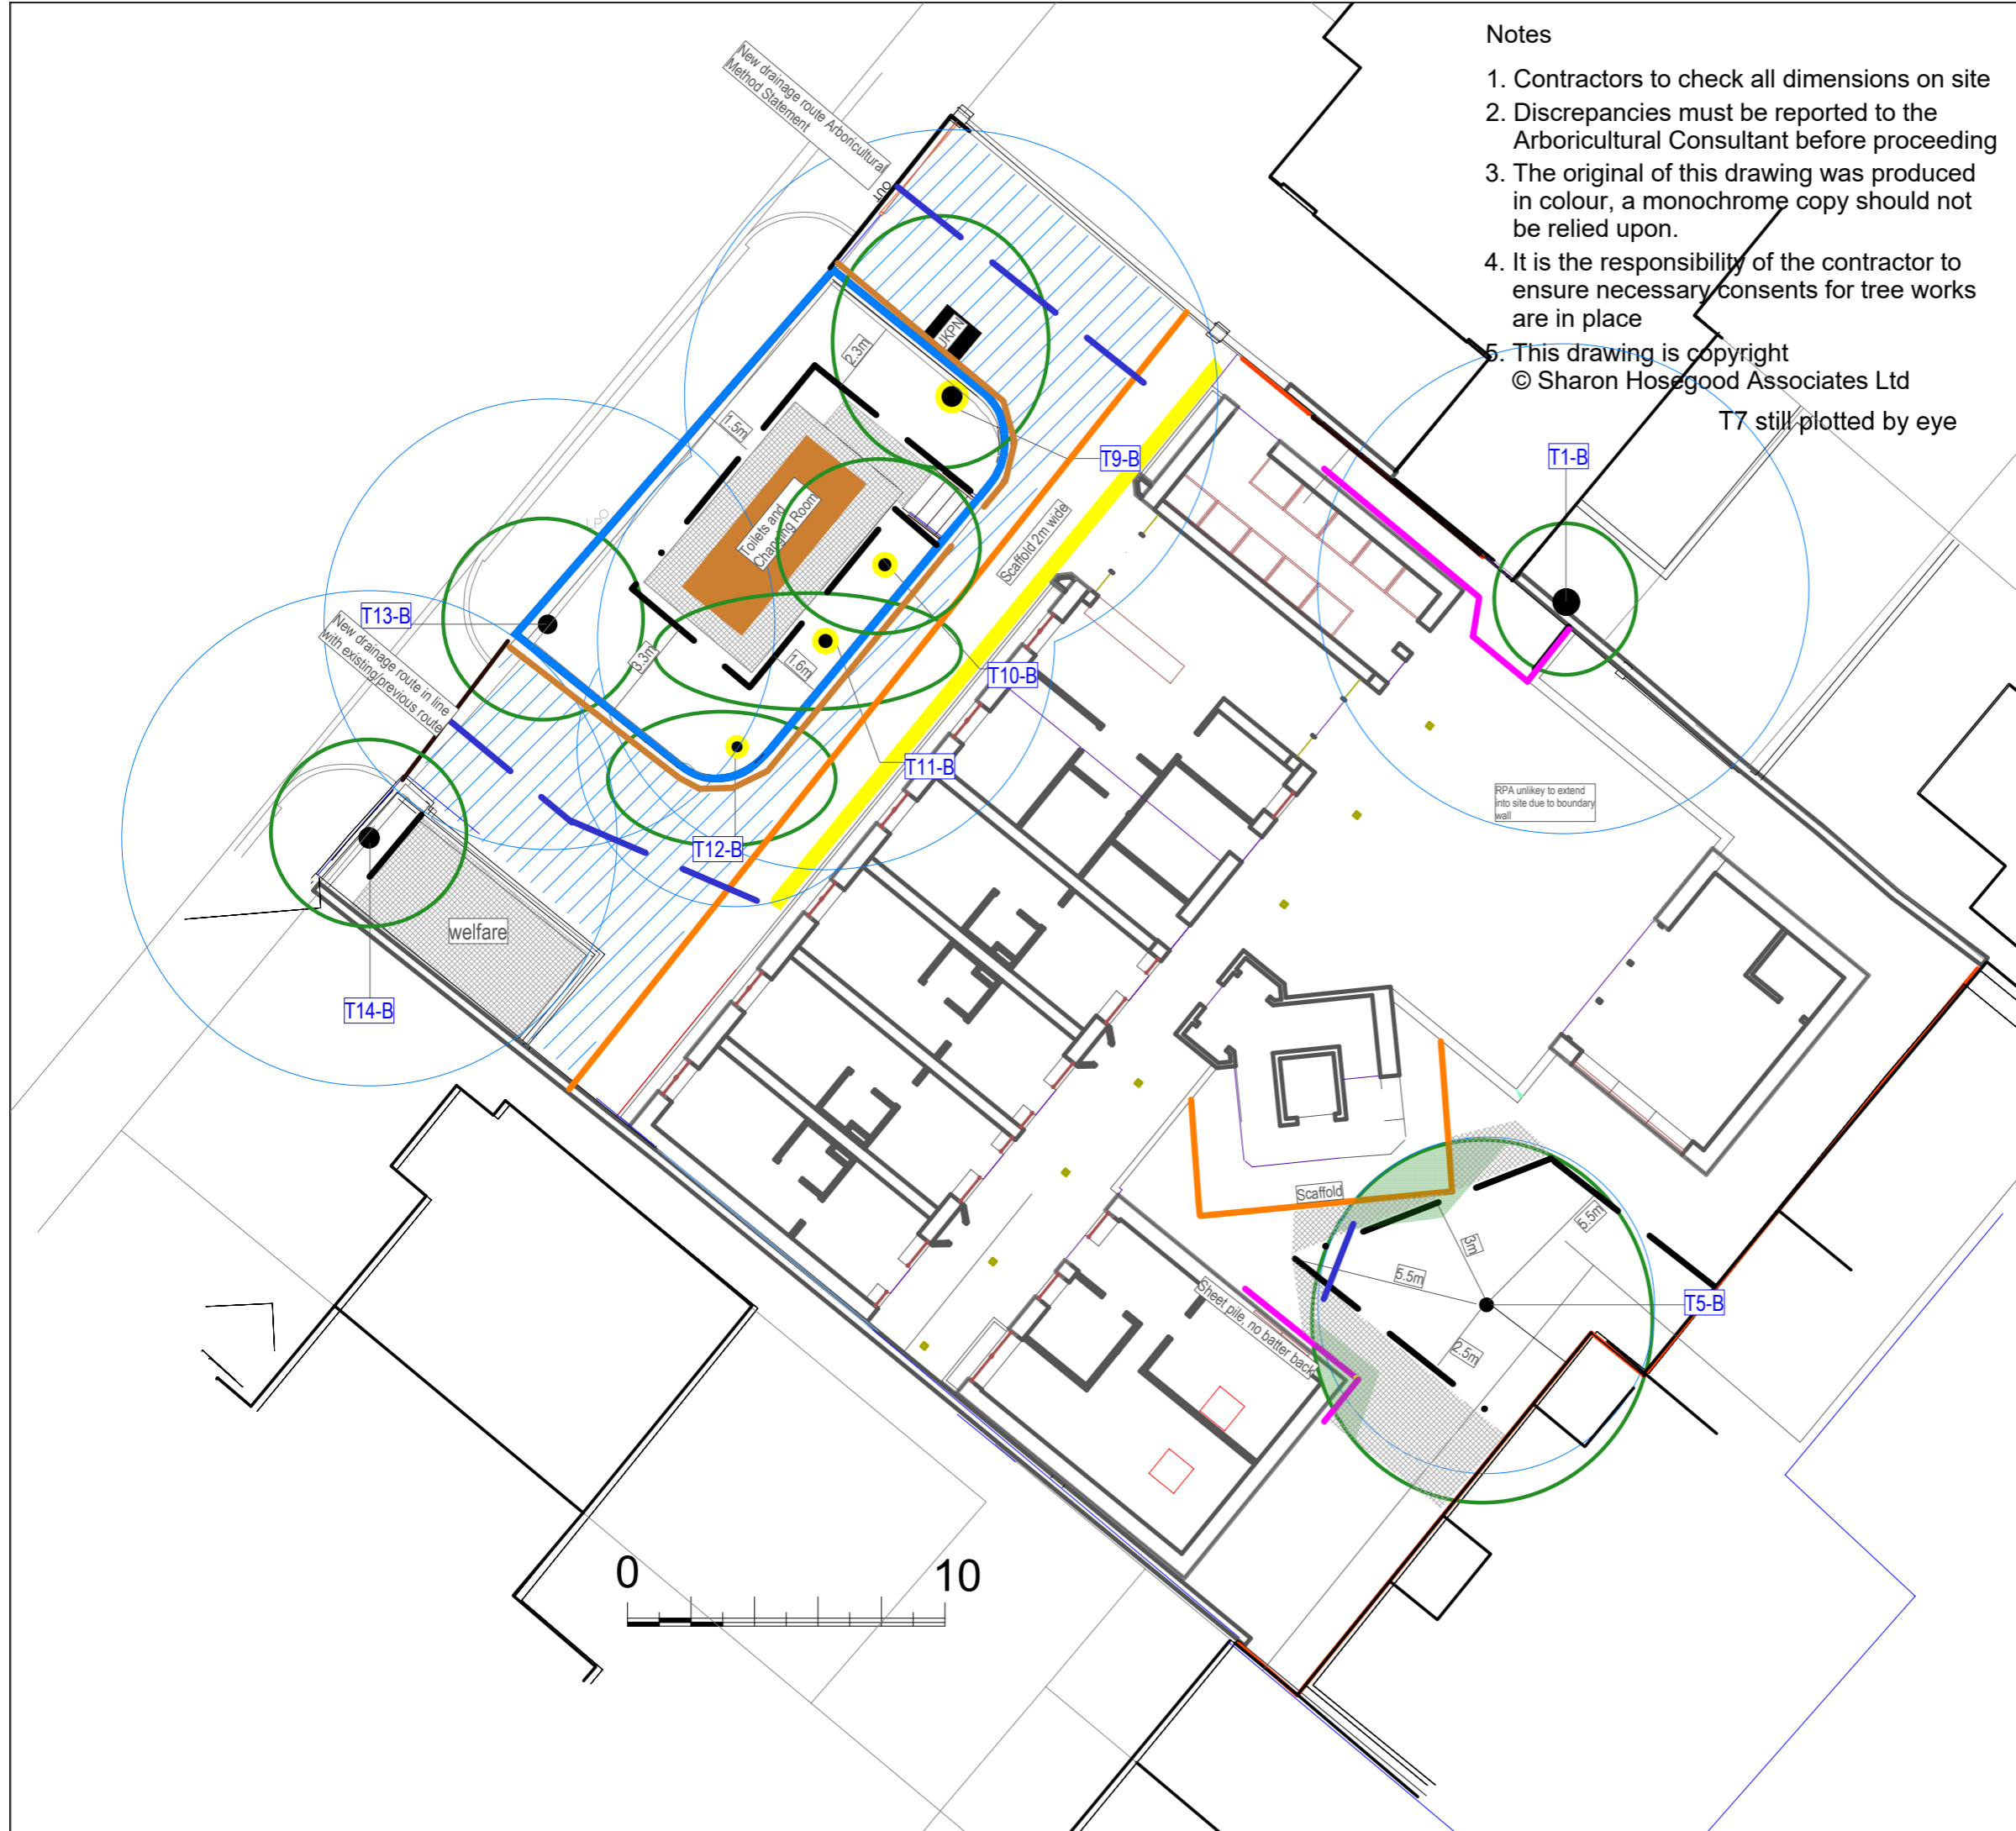 Notes
1. Contractors to check all dimensions on site
2. Discrepancies must be reported to the
Arboricultural Consultant before proceeding
3. The original of this drawing was produced
in colour, a monochrome copy should not
be relied upon.
4. It is the responsibility of the contractor to
ensure necessary consents for tree works
are in place
5. This drawing is copyright
© Sharon Hosegood Associates Ltd
T7 still plotted by eye
New drainage route Arboricultural
Method Statement
OUT
UKPN
2.3m
1.5m
T9-B
T1-B
Toilets and
Changing Room
Scaffold 2m wide
LP
T13-B
New drainage route in line
with existing/previous route
3.3m
1.6m
T10-B
T11-B
T12-B
RPA unlikey to extend
into site due to boundary
wall
welfare
T14-B
Scaffold
5.5m
3m
5.5m
T5-B
Sheet pile, no batter back
2.5m
0 10